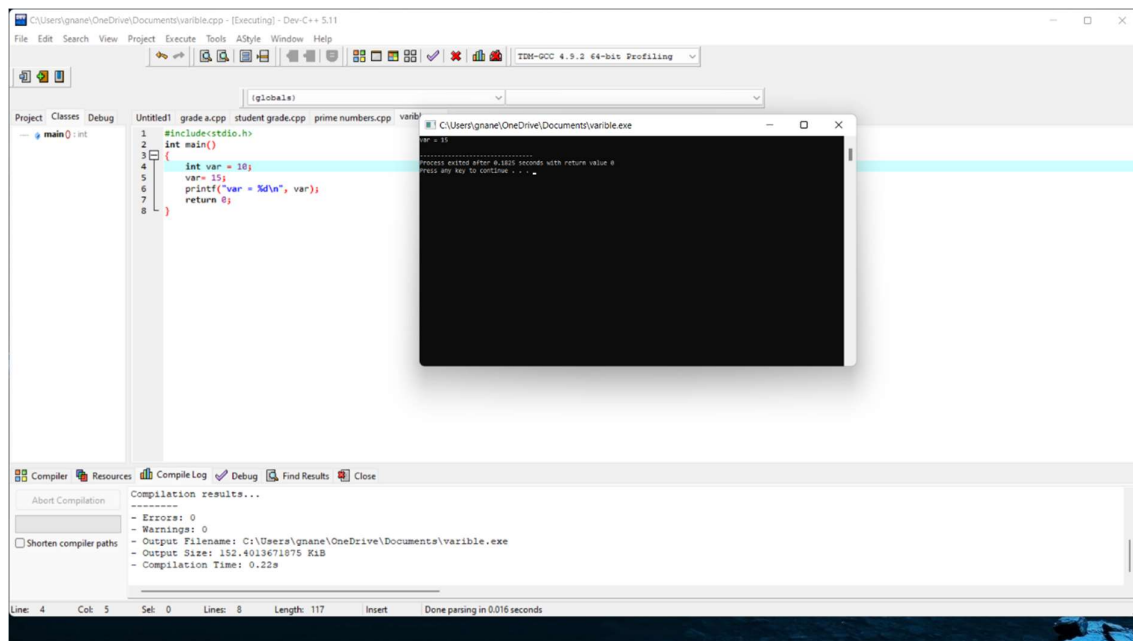 C:\Users\gnane\OneDrive\Documents\varible.cpp - [Executing] - Dev-C++ 5.11
File Edit Search View Project Execute Tools AStyle Window Help
TDM-GCC 4.9.2 64-bit Profiling
(globals)
Project Classes Debug
Untitled1 grade a.cpp student grade.cpp prime numbers.cpp varib
main() : int
1 #include<stdio.h>
2 int main()
3 {
4 int var = 10;
5 var= 15;
6 printf("var = %d\n", var);
7 return 0;
8 }
C:\Users\gnane\OneDrive\Documents\varible.exe
var = 15
--------------------------------
Process exited after 0.1825 seconds with return value 0
Press any key to continue . . .
Compiler Resources Compile Log Debug Find Results Close
Abort Compilation
Shorten compiler paths
Compilation results...
--------
- Errors: 0
- Warnings: 0
- Output Filename: C:\Users\gnane\OneDrive\Documents\varible.exe
- Output Size: 152.4013671875 KiB
- Compilation Time: 0.22s
Line: 4 Col: 5 Sel: 0 Lines: 8 Length: 117 Insert Done parsing in 0.016 seconds